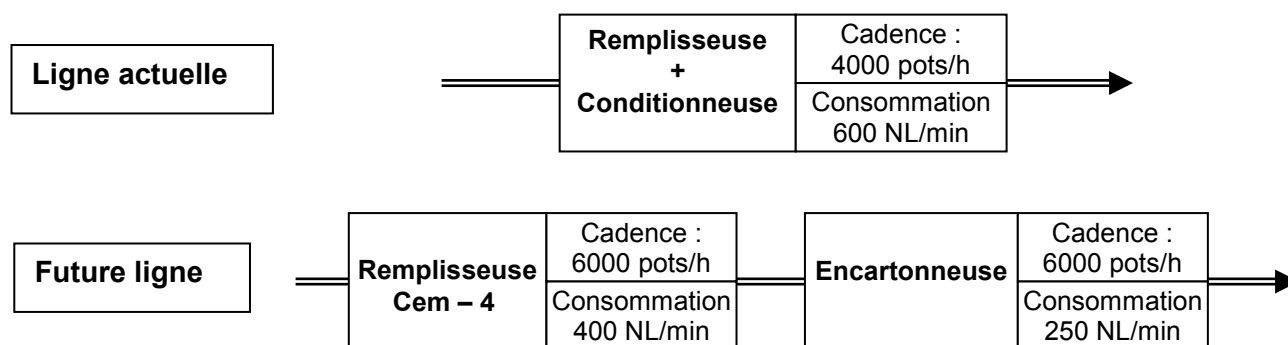 Ligne actuelle
Remplisseuse
+
Conditionneuse
Cadence :
4000 pots/h
Consommation
600 NL/min
Future ligne
Remplisseuse
Cem – 4
Cadence :
6000 pots/h
Consommation
400 NL/min
Encartonneuse
Cadence :
6000 pots/h
Consommation
250 NL/min